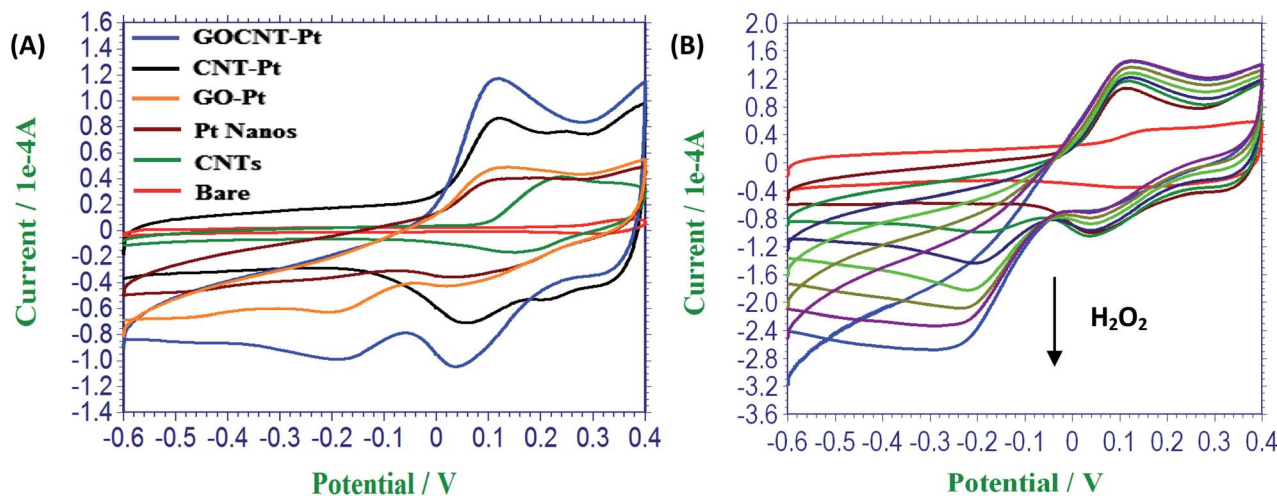 (A)
Current / 1e-4A
1.6
1.4
1.2
1.0
0.8
0.6
0.4
0.2
0
-0.2
-0.4
-0.6
-0.8
-1.0
-1.2
-1.4
GOCNT-Pt
CNT-Pt
GO-Pt
Pt Nanos
CNTs
Bare
-0.6 -0.5 -0.4 -0.3 -0.2 -0.1 0 0.1 0.2 0.3 0.4
Potential / V
(B)
Current / 1e-4A
2.0
1.6
1.2
0.8
0.4
0
-0.4
-0.8
-1.2
-1.6
-2.0
-2.4
-2.8
-3.2
-3.6
H₂O₂
-0.6 -0.5 -0.4 -0.3 -0.2 -0.1 0 0.1 0.2 0.3 0.4
Potential / V